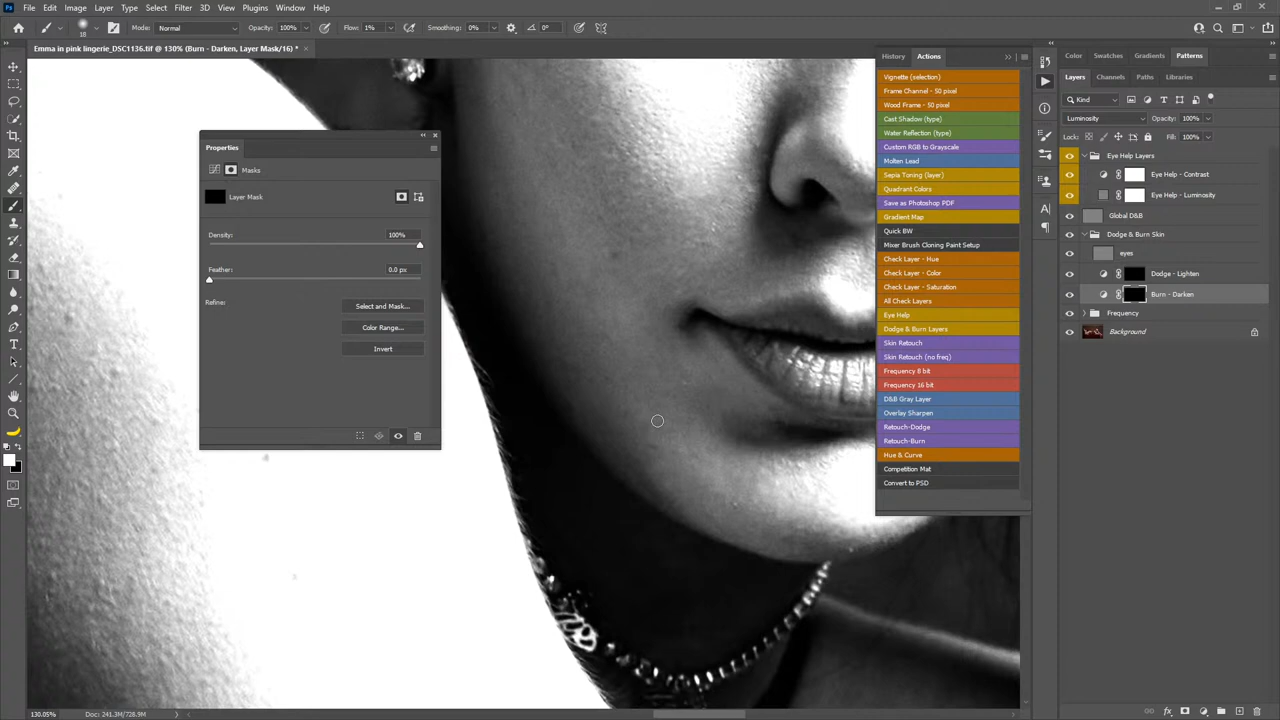 File Edit Image Layer Type Select Filter 3D View Plugins Window Help
18 Mode: Normal Opacity: 100% Flow: 1% Smoothing: 0% 0°
Emma in pink lingerie_DSC1136.tif @ 130% (Burn - Darken, Layer Mask/16) *
History Actions
Color Swatches Gradients Patterns
Layers Channels Paths Libraries
Kind
Luminosity Opacity: 100%
Lock: Fill: 100%
Eye Help Layers
Eye Help - Contrast
Eye Help - Luminosity
Global D&B
Dodge & Burn Skin
eyes
Dodge - Lighten
Burn - Darken
Frequency
Background
Vignette (selection)
Frame Channel - 50 pixel
Wood Frame - 50 pixel
Cast Shadow (type)
Water Reflection (type)
Custom RGB to Grayscale
Molten Lead
Sepia Toning (layer)
Quadrant Colors
Save as Photoshop PDF
Gradient Map
Quick BW
Mixer Brush Cloning Paint Setup
Check Layer - Hue
Check Layer - Color
Check Layer - Saturation
All Check Layers
Eye Help
Dodge & Burn Layers
Skin Retouch
Skin Retouch (no freq)
Frequency 8 bit
Frequency 16 bit
D&B Gray Layer
Overlay Sharpen
Retouch-Dodge
Retouch-Burn
Hue & Curve
Competition Mat
Convert to PSD
Properties
Masks
Layer Mask
Density: 100%
Feather: 0.0 px
Refine: Select and Mask...
Color Range...
Invert
130.05% Doc: 241.3M/728.9M